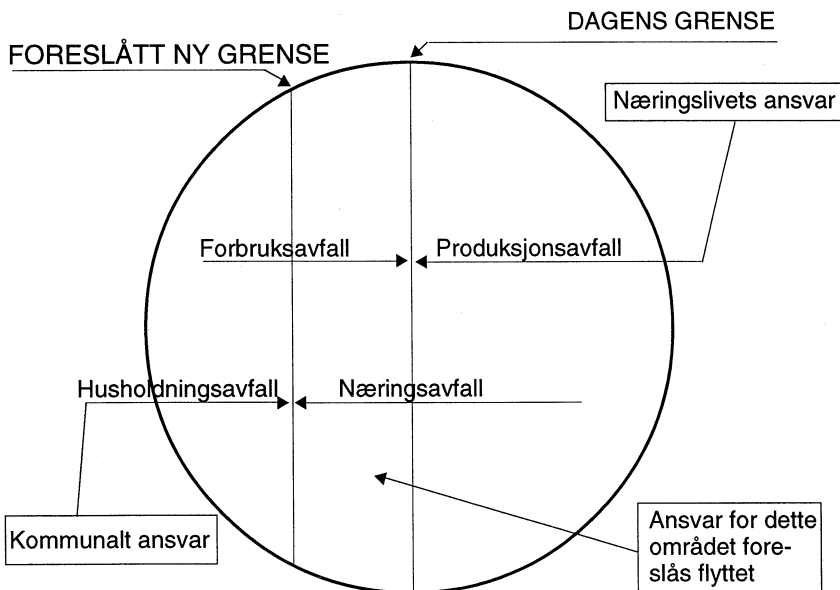 DAGENS GRENSE
FORESLÅTT NY GRENSE
Næringslivets ansvar
Forbruksavfall
Produksjonsavfall
Husholdningsavfall
Næringsavfall
Kommunalt ansvar
Ansvar for dette
området fore-
slås flyttet